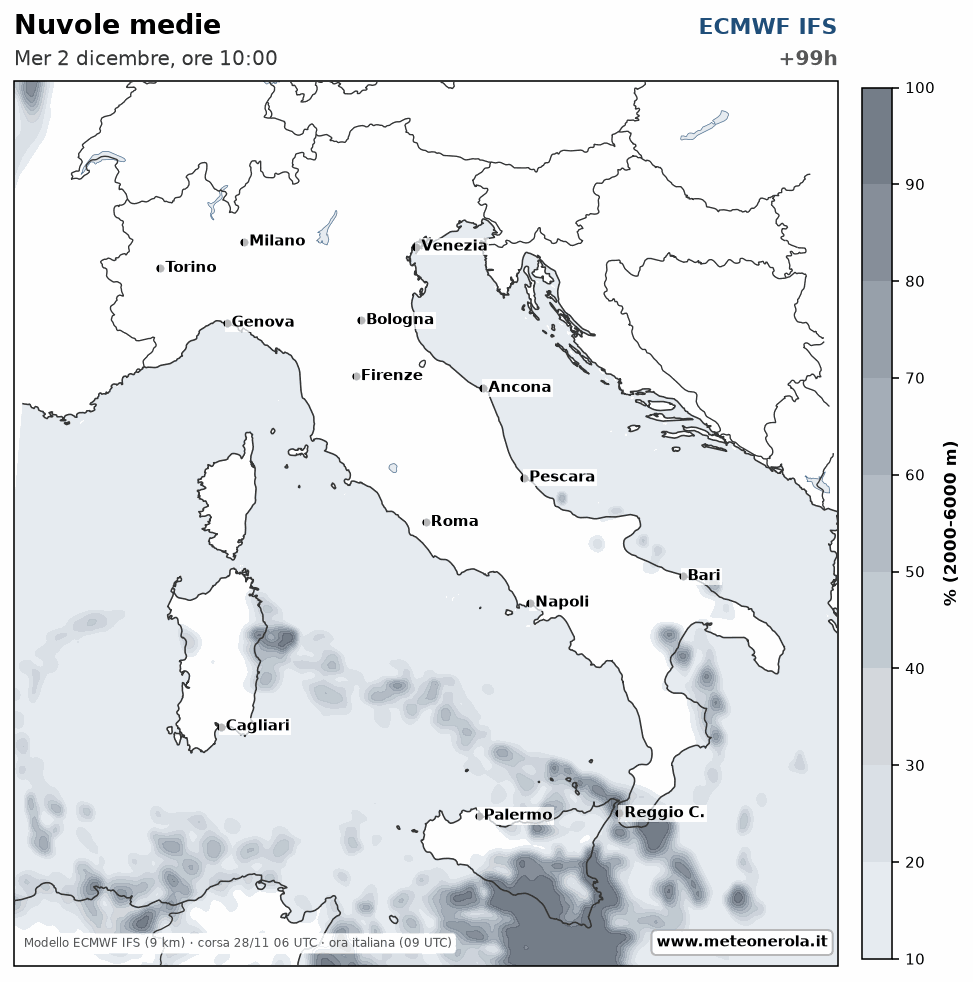 Nuvole medie
ECMWF IFS
Mer 2 dicembre, ore 10:00
+99h
Milano
Venezia
Torino
Genova
Bologna
Firenze
Ancona
Pescara
Roma
Bari
Napoli
Cagliari
Palermo
Reggio C.
Modello ECMWF IFS (9 km) · corsa 28/11 06 UTC · ora italiana (09 UTC)
www.meteonerola.it
100
90
80
70
60
50
40
30
20
10
% (2000-6000 m)